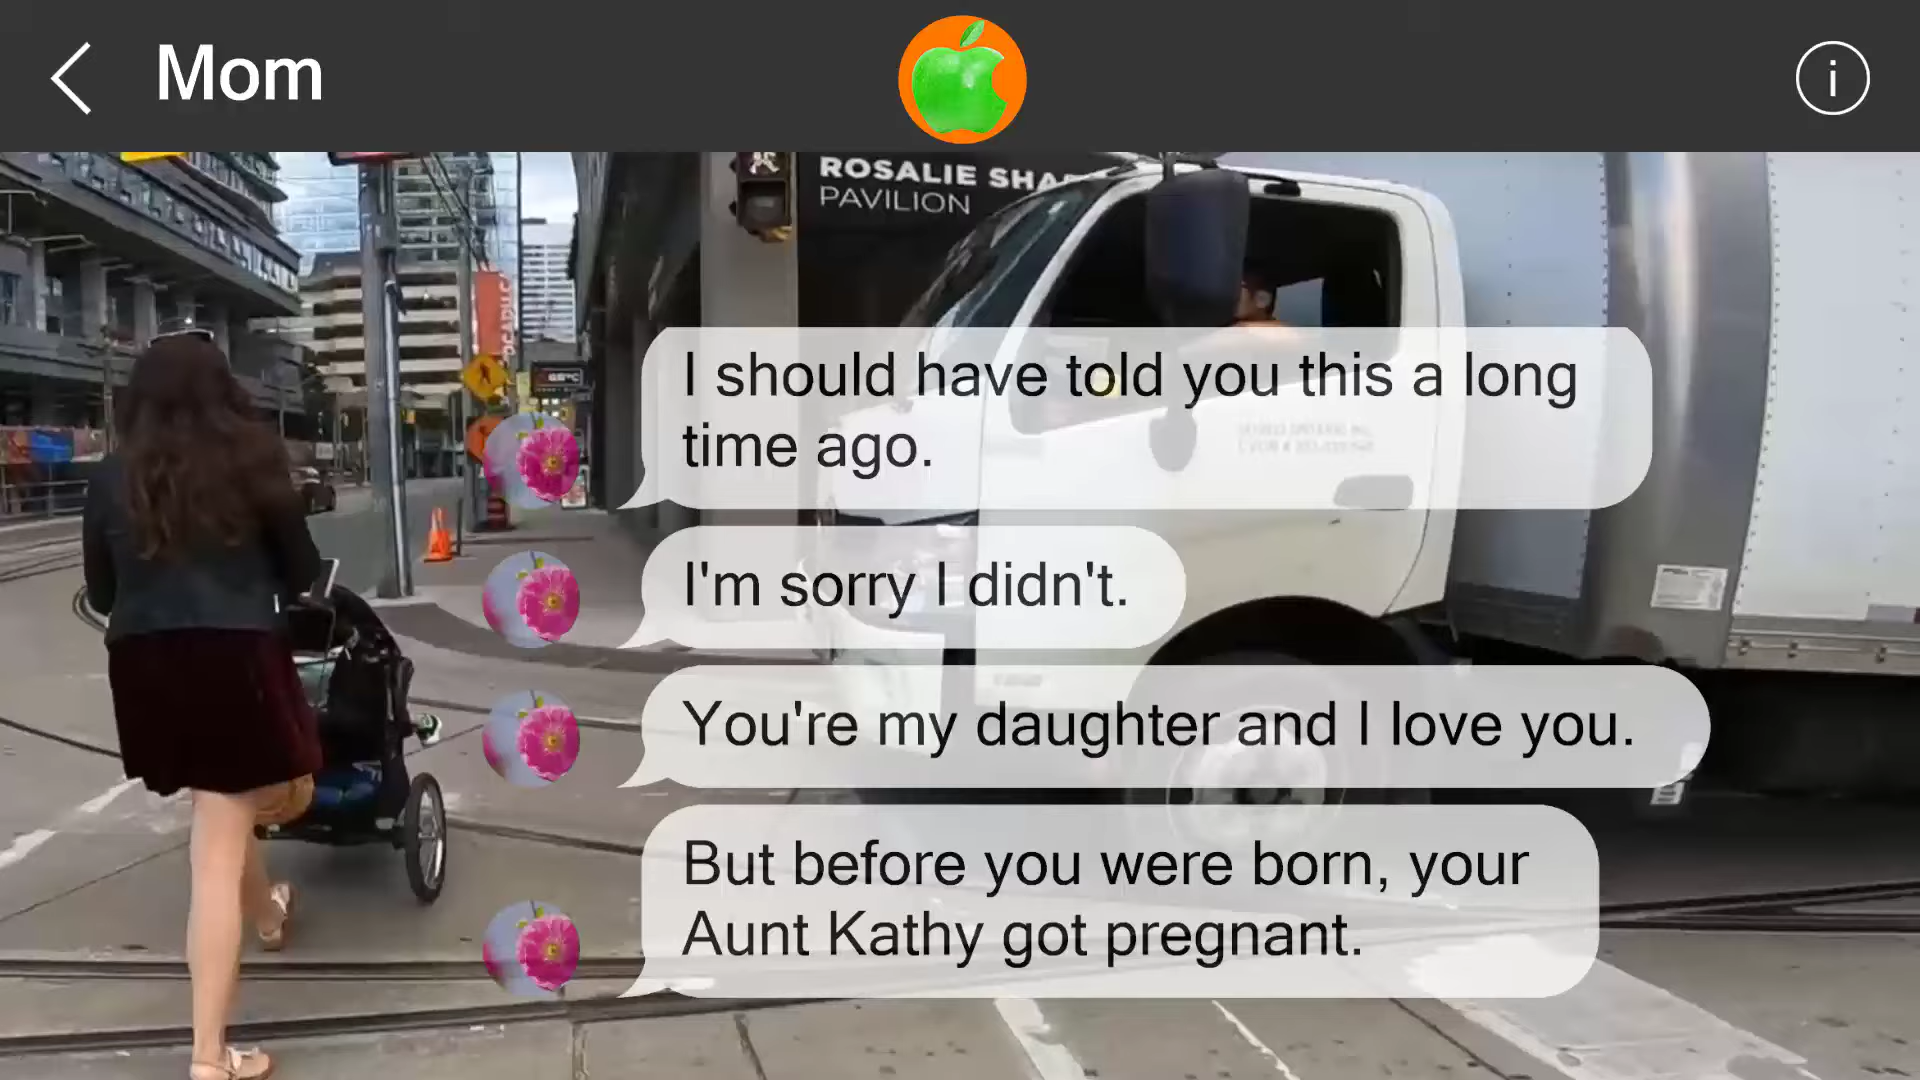 Mom
i
ROSALIE
PAVILION
I should have told you this a long
time ago.
I'm sorry I didn't.
You're my daughter and I love you.
But before you were born, your
Aunt Kathy got pregnant.